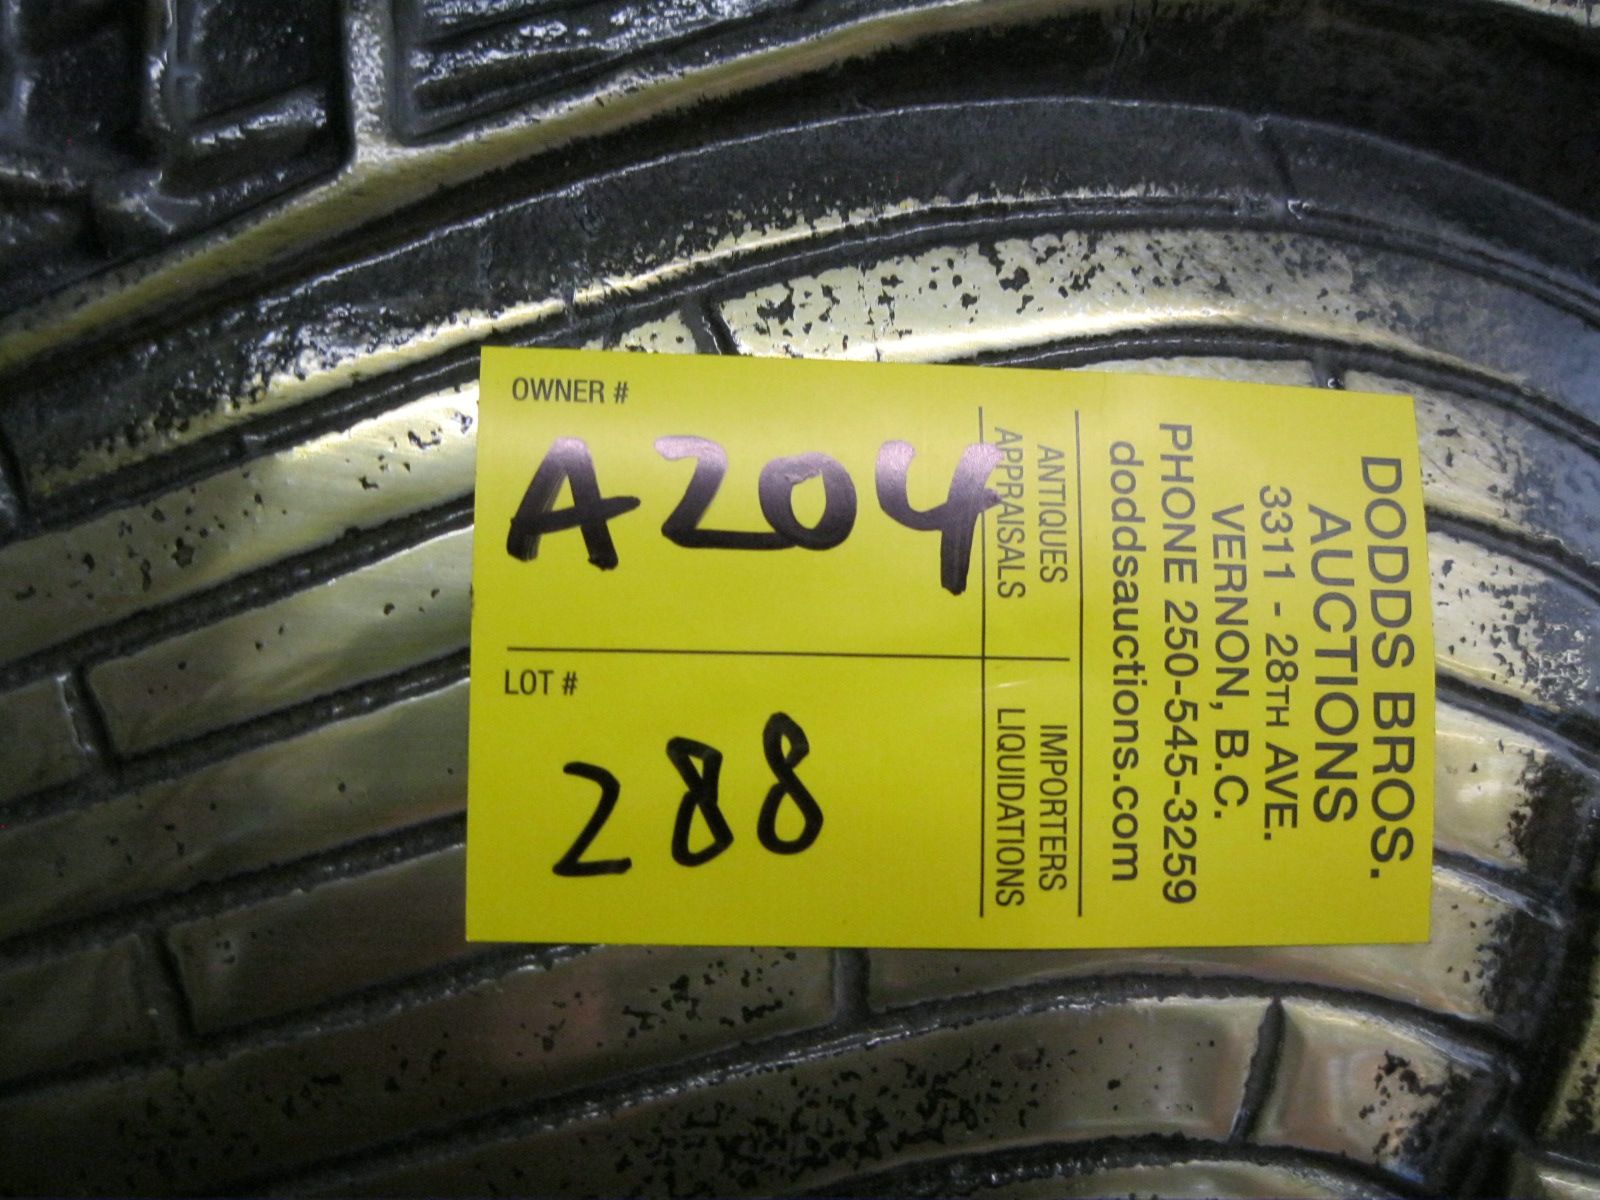 OWNER #
A204
LOT #
288
ANTIQUES
APPRAISALS
IMPORTERS
LIQUIDATIONS
DODDS BROS.
AUCTIONS
3311 - 28TH AVE.
VERNON, B.C.
PHONE 250-545-3259
doddsauctions.com